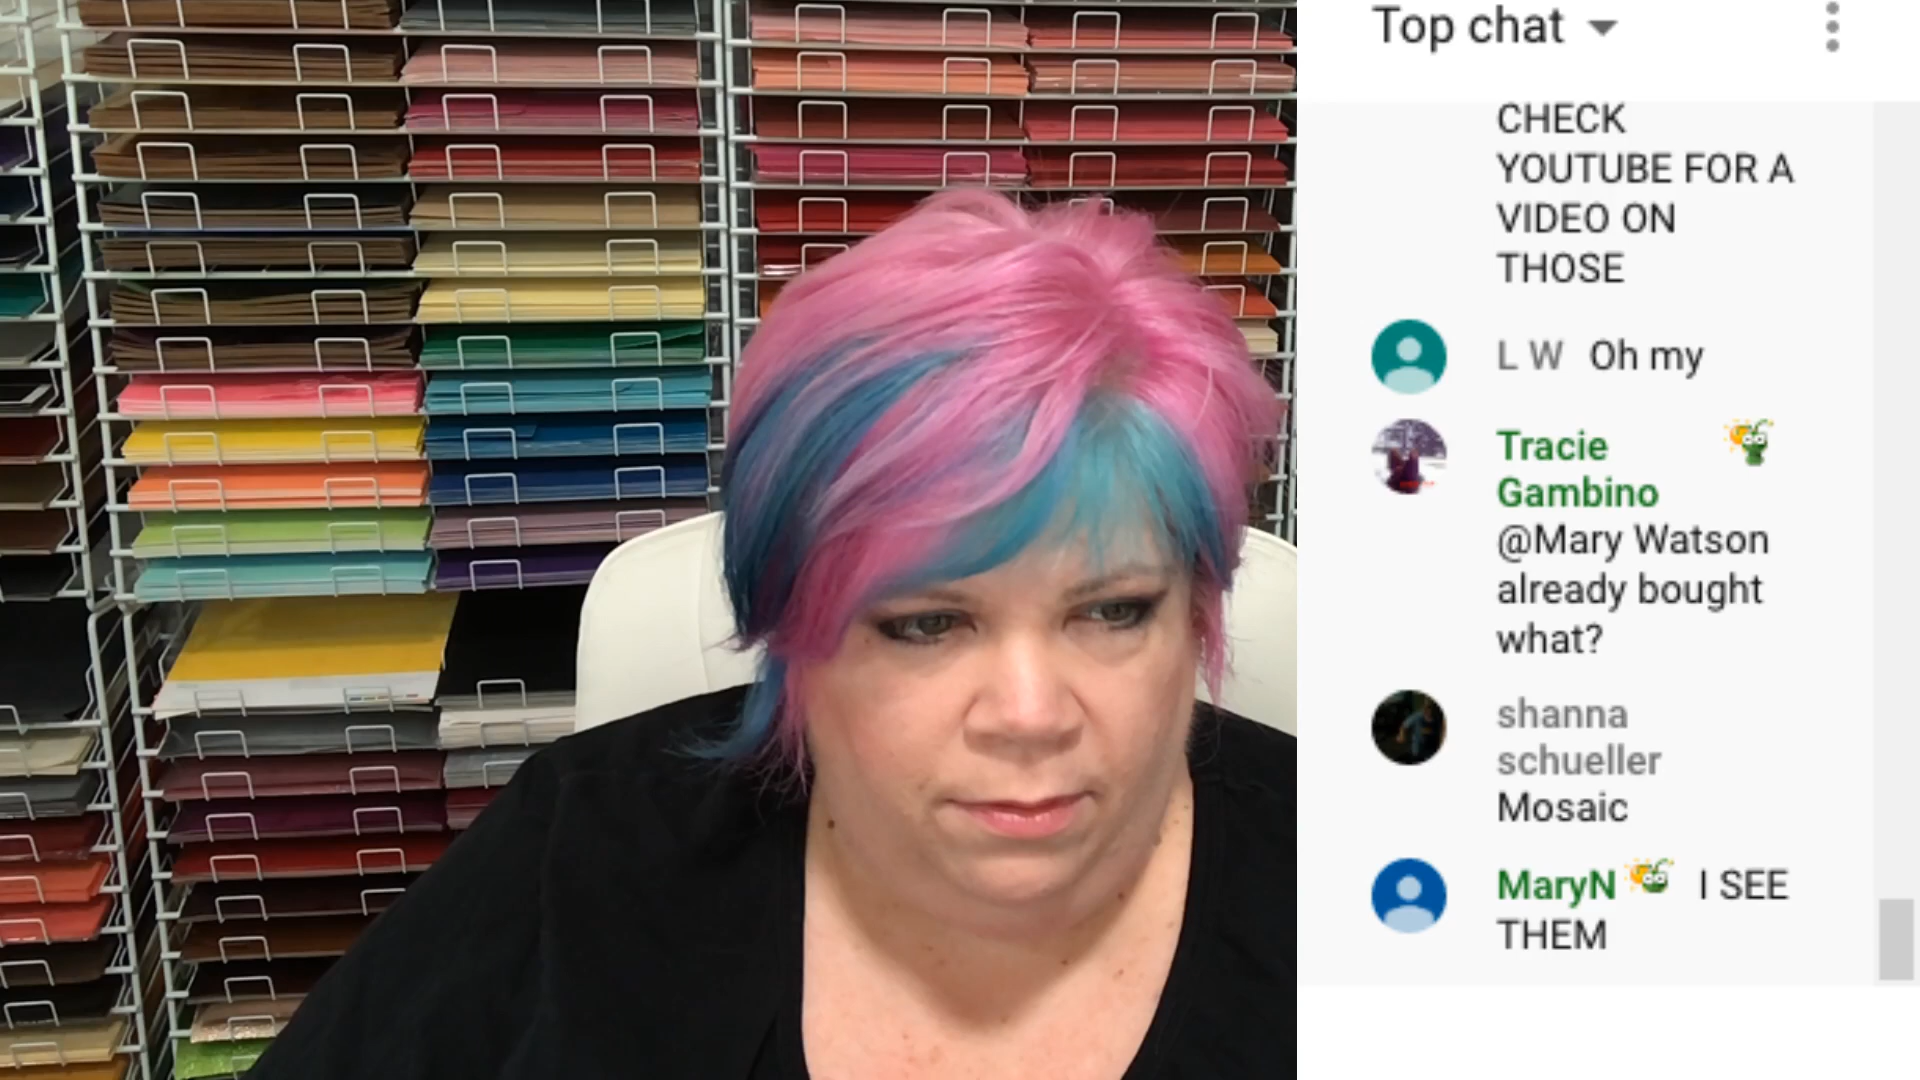 Top chat
CHECK
YOUTUBE FOR A
VIDEO ON
THOSE
L W Oh my
Tracie
Gambino
@Mary Watson
already bought
what?
shanna
schueller
Mosaic
MaryN I SEE
THEM